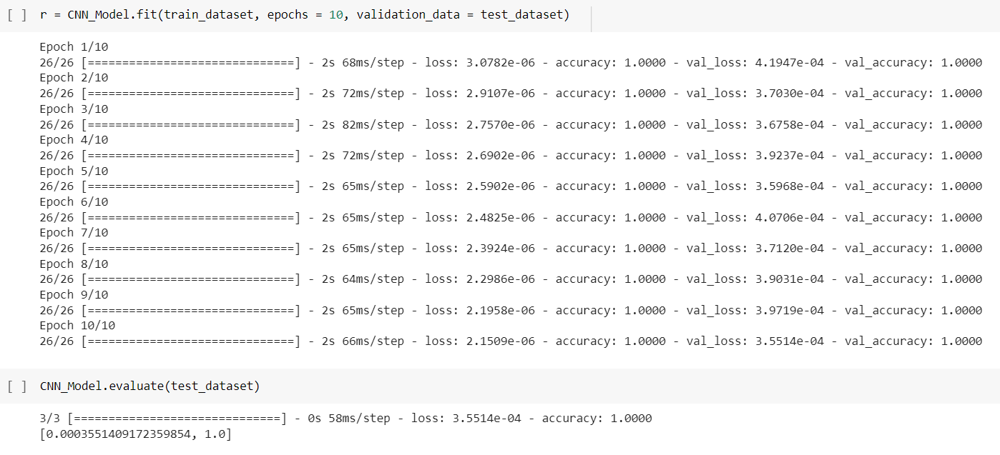 [ ] r = CNN_Model.fit(train_dataset, epochs = 10, validation_data = test_dataset)
Epoch 1/10
26/26 [==============================] - 2s 68ms/step - loss: 3.0782e-06 - accuracy: 1.0000 - val_loss: 4.1947e-04 - val_accuracy: 1.0000
Epoch 2/10
26/26 [==============================] - 2s 72ms/step - loss: 2.9107e-06 - accuracy: 1.0000 - val_loss: 3.7030e-04 - val_accuracy: 1.0000
Epoch 3/10
26/26 [==============================] - 2s 82ms/step - loss: 2.7570e-06 - accuracy: 1.0000 - val_loss: 3.6758e-04 - val_accuracy: 1.0000
Epoch 4/10
26/26 [==============================] - 2s 72ms/step - loss: 2.6902e-06 - accuracy: 1.0000 - val_loss: 3.9237e-04 - val_accuracy: 1.0000
Epoch 5/10
26/26 [==============================] - 2s 65ms/step - loss: 2.5902e-06 - accuracy: 1.0000 - val_loss: 3.5968e-04 - val_accuracy: 1.0000
Epoch 6/10
26/26 [==============================] - 2s 65ms/step - loss: 2.4825e-06 - accuracy: 1.0000 - val_loss: 4.0706e-04 - val_accuracy: 1.0000
Epoch 7/10
26/26 [==============================] - 2s 65ms/step - loss: 2.3924e-06 - accuracy: 1.0000 - val_loss: 3.7120e-04 - val_accuracy: 1.0000
Epoch 8/10
26/26 [==============================] - 2s 64ms/step - loss: 2.2986e-06 - accuracy: 1.0000 - val_loss: 3.9031e-04 - val_accuracy: 1.0000
Epoch 9/10
26/26 [==============================] - 2s 65ms/step - loss: 2.1958e-06 - accuracy: 1.0000 - val_loss: 3.9719e-04 - val_accuracy: 1.0000
Epoch 10/10
26/26 [==============================] - 2s 66ms/step - loss: 2.1509e-06 - accuracy: 1.0000 - val_loss: 3.5514e-04 - val_accuracy: 1.0000
[ ] CNN_Model.evaluate(test_dataset)
3/3 [==============================] - 0s 58ms/step - loss: 3.5514e-04 - accuracy: 1.0000
[0.0003551409172359854, 1.0]